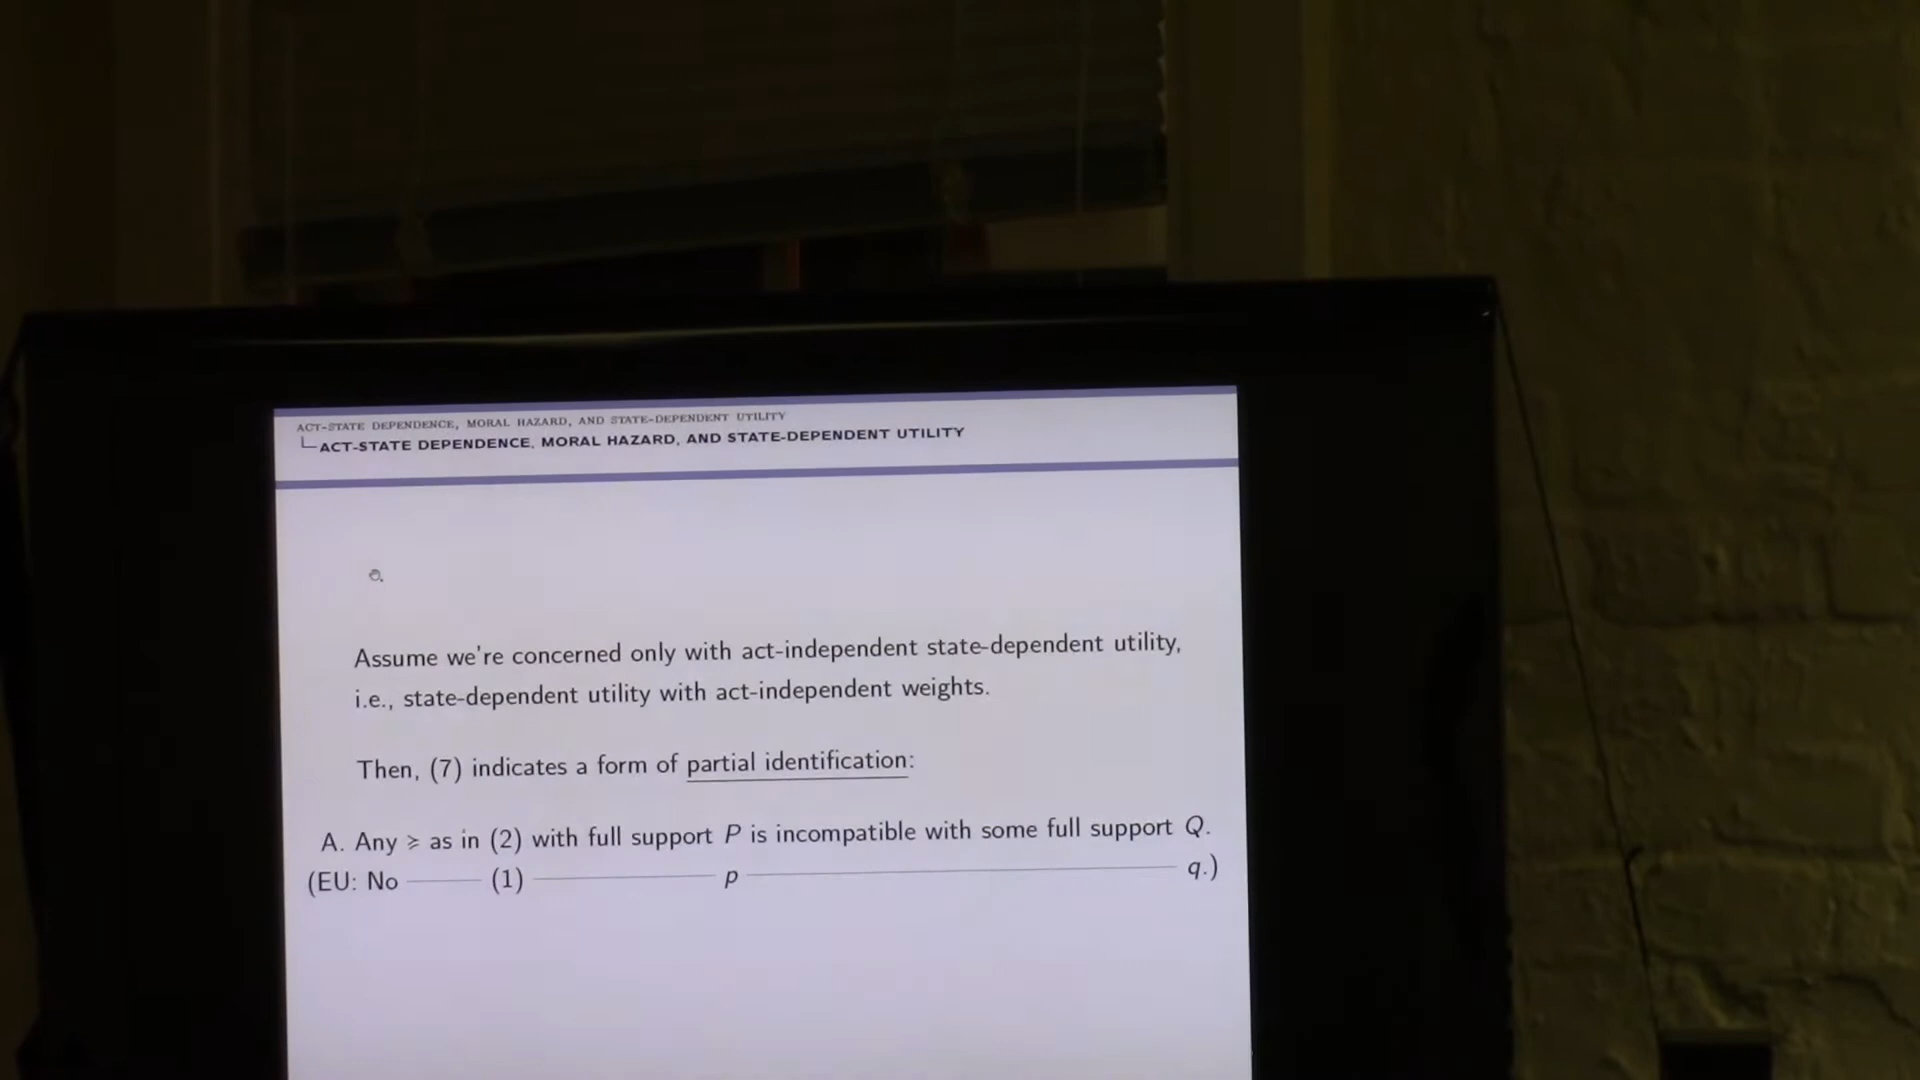 ACT-STATE DEPENDENCE, MORAL HAZARD, AND STATE-DEPENDENT UTILITY
ACT-STATE DEPENDENCE, MORAL HAZARD, AND STATE-DEPENDENT UTILITY
Assume we're concerned only with act-independent state-dependent utility,
i.e., state-dependent utility with act-independent weights.
Then, (7) indicates a form of partial identification:
A. Any ≽ as in (2) with full support P is incompatible with some full support Q.
(EU: No —— (1) —— p —— q.)